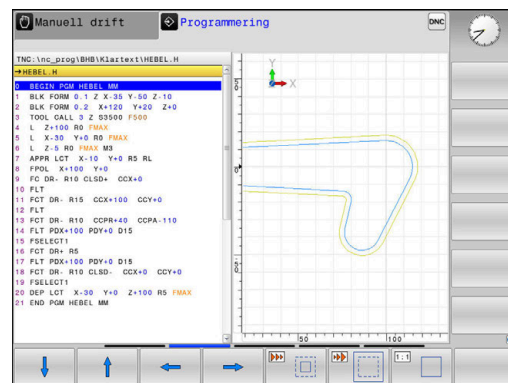 Manuell drift
Programmering
DNC
TNC:\nc_prog\BHB\Klartext\HEBEL.H
→HEBEL.H
0 BEGIN PGM HEBEL MM
1 BLK FORM 0.1 Z X-35 Y-50 Z-10
2 BLK FORM 0.2 X+120 Y+20 Z+0
3 TOOL CALL 3 Z S3500 F500
4 L Z+100 R0 FMAX
5 L X-30 Y+0 R0 FMAX
6 L Z-5 R0 FMAX M3
7 APPR LCT X-10 Y+0 R5 RL
8 FPOL X+100 Y+0
9 FC DR- R10 CLSD+ CCX+0
10 FLT
11 FCT DR- R15 CCX+100 CCY+0
12 FLT
13 FCT DR- R10 CCPR+40 CCPA-110
14 FLT PDX+100 PDY+0 D15
15 FSELECT1
16 FCT DR+ R5
17 FLT PDX+100 PDY+0 D15
18 FCT DR- R10 CLSD- CCX+0 CCY+0
19 FSELECT1
20 DEP LCT X-30 Y+0 Z+100 R5 FMAX
21 END PGM HEBEL MM
Y
X
50
0
50
50
100
1:1